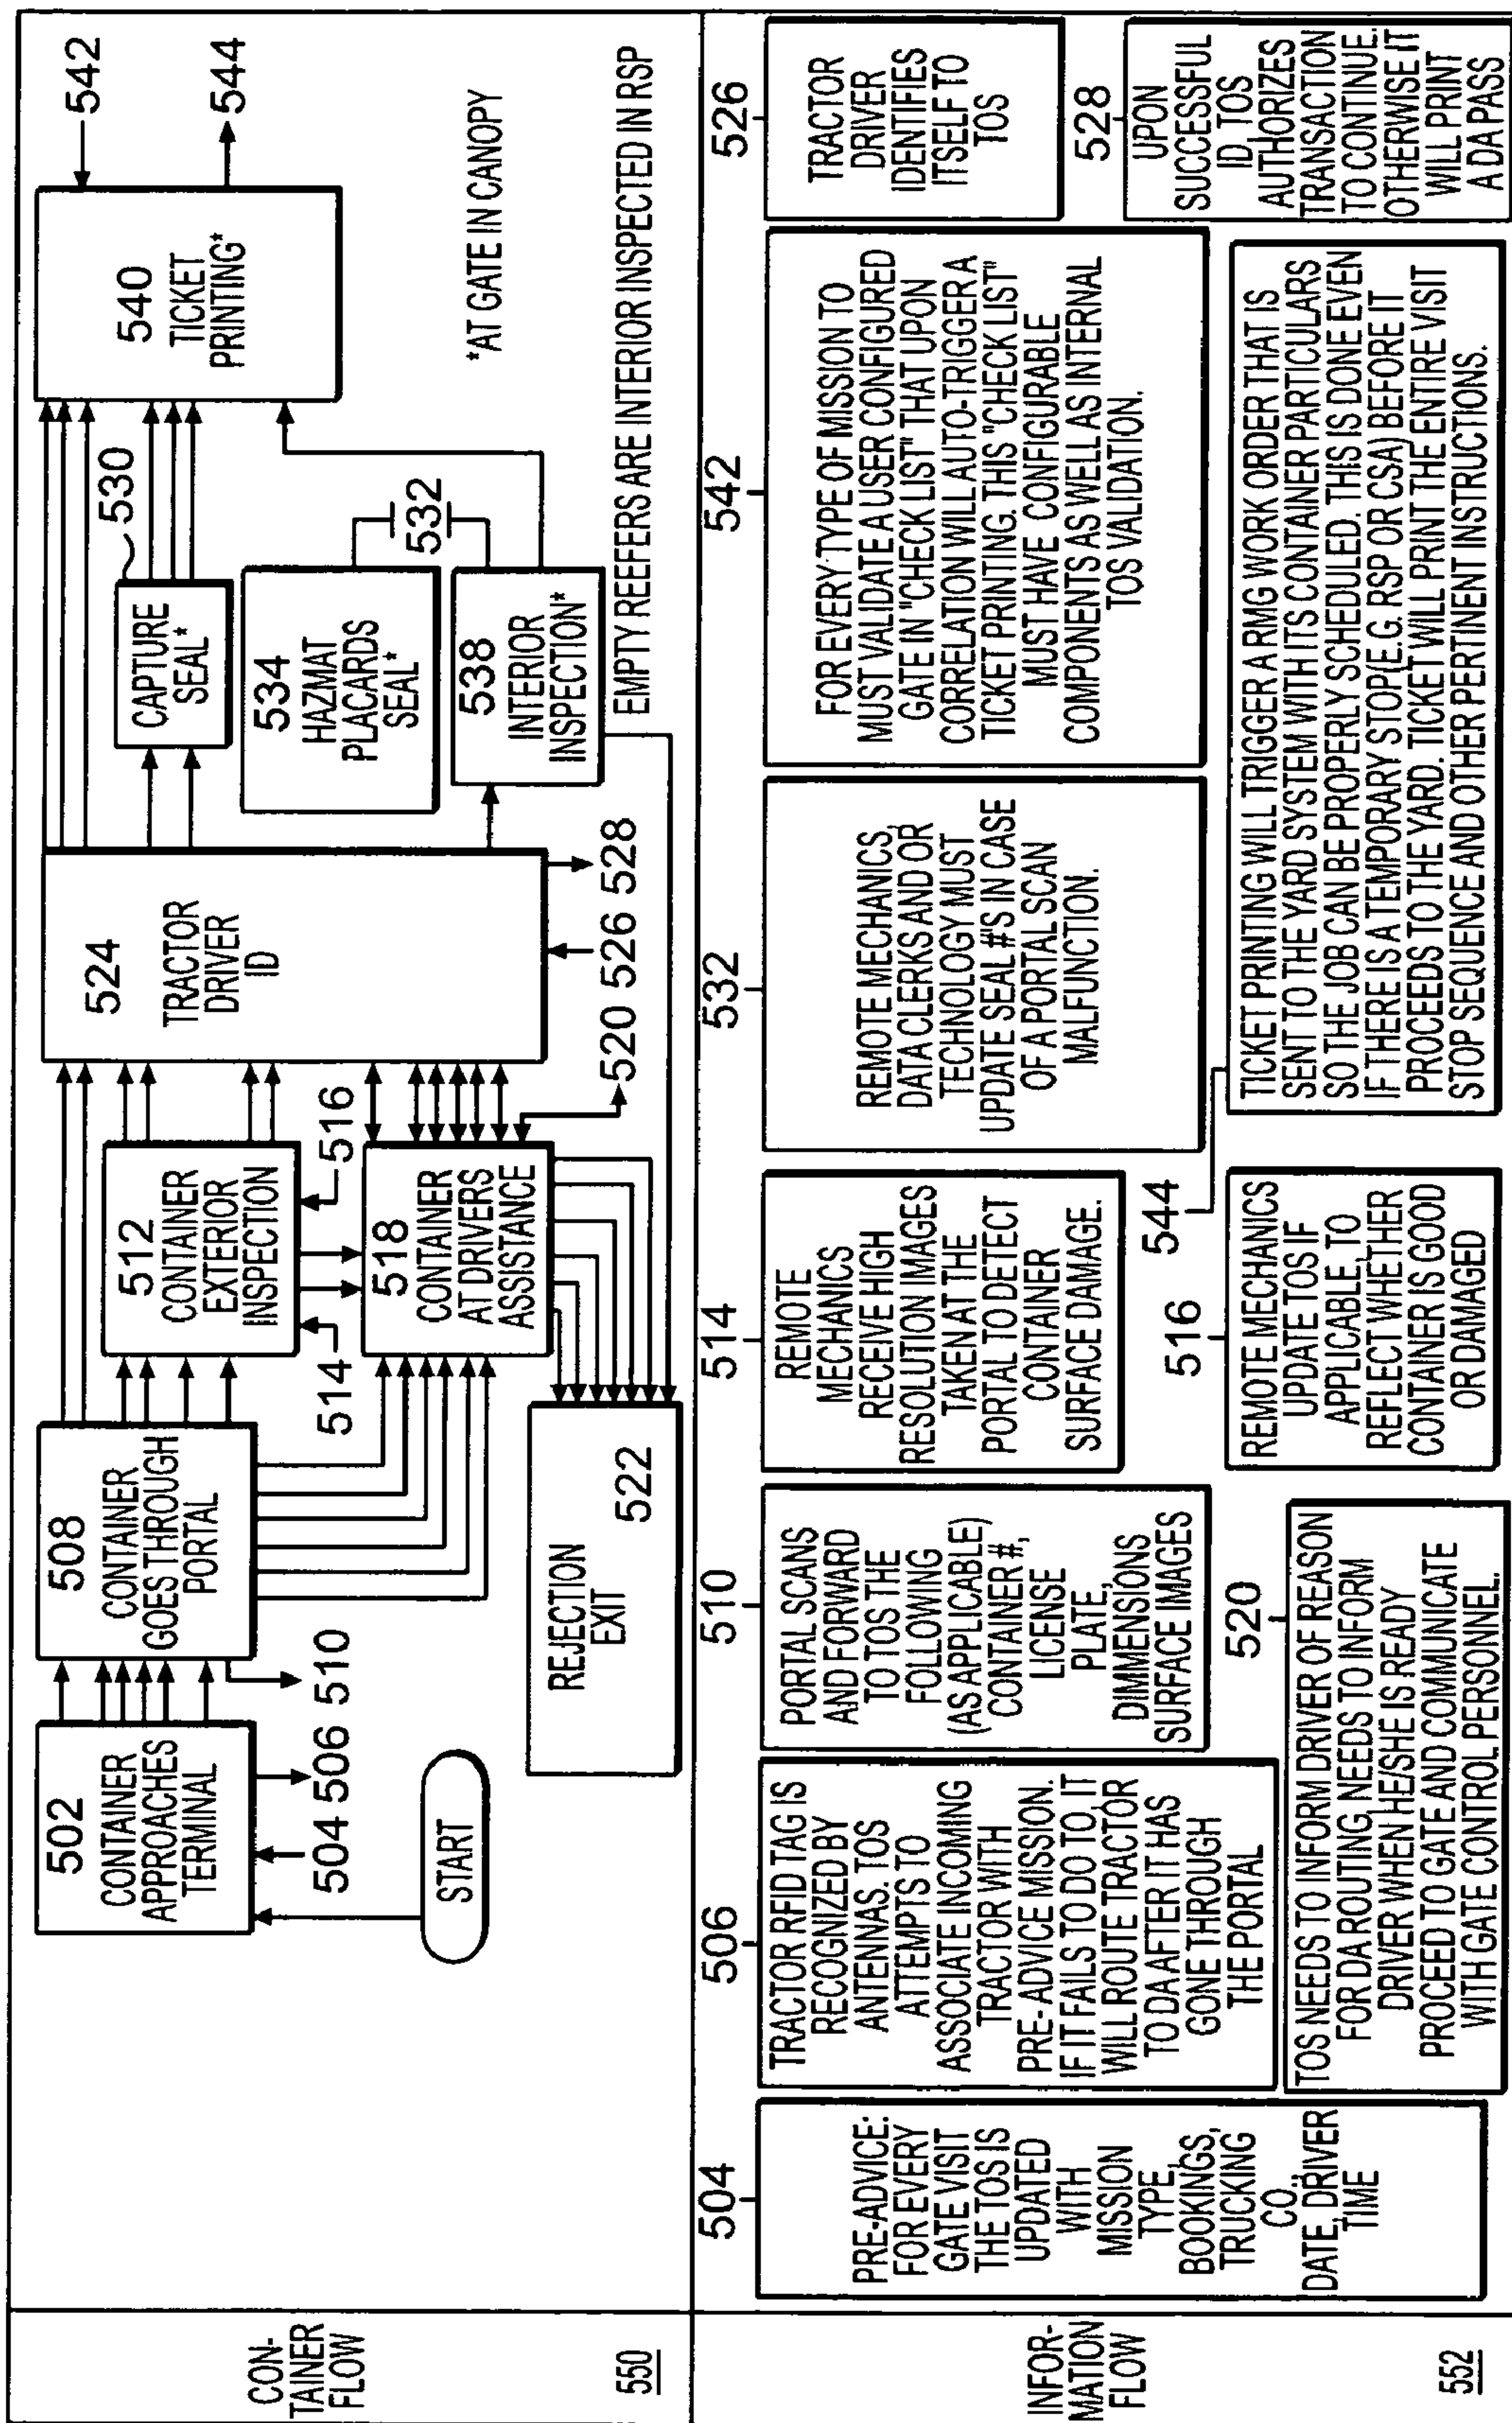 CON-
TAINER
FLOW
550
502
CONTAINER
APPROACHES
TERMINAL
504 506
START
508
CONTAINER
GOES THROUGH
PORTAL
510
512
CONTAINER
EXTERIOR
INSPECTION
514
516
518
CONTAINER
AT DRIVERS
ASSISTANCE
520
REJECTION
EXIT
522
524
TRACTOR
DRIVER
ID
526 528
530
CAPTURE
SEAL*
534
HAZMAT
PLACARDS
SEAL*
532
538
INTERIOR
INSPECTION*
EMPTY REEFERS ARE INTERIOR INSPECTED IN RSP
540
TICKET
PRINTING*
542
544
*AT GATE IN CANOPY
INFOR-
MATION
FLOW
552
504
PRE-ADVICE:
FOR EVERY
GATE VISIT
THE TOS IS
UPDATED
WITH
MISSION
TYPE,
BOOKINGS,
TRUCKING
CO.,
DATE, DRIVER
TIME
506
TRACTOR RFID TAG IS
RECOGNIZED BY
ANTENNAS. TOS
ATTEMPTS TO
ASSOCIATE INCOMING
TRACTOR WITH
PRE- ADVICE MISSION.
IF IT FAILS TO DO TO, IT
WILL ROUTE TRACTOR
TO DA AFTER IT HAS
GONE THROUGH
THE PORTAL
510
PORTAL SCANS
AND FORWARD
TO TOS THE
FOLLOWING
(AS APPLICABLE)
CONTAINER #,
LICENSE
PLATE,
DIMMENSIONS
SURFACE IMAGES
520
TOS NEEDS TO INFORM DRIVER OF REASON
FOR DA ROUTING, NEEDS TO INFORM
DRIVER WHEN HE/SHE IS READY
PROCEED TO GATE AND COMMUNICATE
WITH GATE CONTROL PERSONNEL.
514
REMOTE
MECHANICS
RECEIVE HIGH
RESOLUTION IMAGES
TAKEN AT THE
PORTAL TO DETECT
CONTAINER
SURFACE DAMAGE.
516
REMOTE MECHANICS
UPDATE TOS IF
APPLICABLE, TO
REFLECT WHETHER
CONTAINER IS GOOD
OR DAMAGED
532
REMOTE MECHANICS,
DATA CLERKS AND OR
TECHNOLOGY MUST
UPDATE SEAL #'S IN CASE
OF A PORTAL SCAN
MALFUNCTION.
544
TICKET PRINTING WILL TRIGGER A RMG WORK ORDER THAT IS
SENT TO THE YARD SYSTEM WITH ITS CONTAINER PARTICULARS
SO THE JOB CAN BE PROPERLY SCHEDULED. THIS IS DONE EVEN
IF THERE IS A TEMPORARY STOP(E.G. RSP OR CSA) BEFORE IT
PROCEEDS TO THE YARD. TICKET WILL PRINT THE ENTIRE VISIT
STOP SEQUENCE AND OTHER PERTINENT INSTRUCTIONS.
542
FOR EVERY TYPE OF MISSION TO
MUST VALIDATE A USER CONFIGURED
GATE IN "CHECK LIST" THAT UPON
CORRELATION WILL AUTO-TRIGGER A
TICKET PRINTING. THIS "CHECK LIST"
MUST HAVE CONFIGURABLE
COMPONENTS AS WELL AS INTERNAL
TOS VALIDATION.
526
TRACTOR
DRIVER
IDENTIFIES
ITSELF TO
TOS
528
UPON
SUCCESSFUL
ID, TOS
AUTHORIZES
TRANSACTION
TO CONTINUE.
OTHERWISE IT
WILL PRINT
A DA PASS